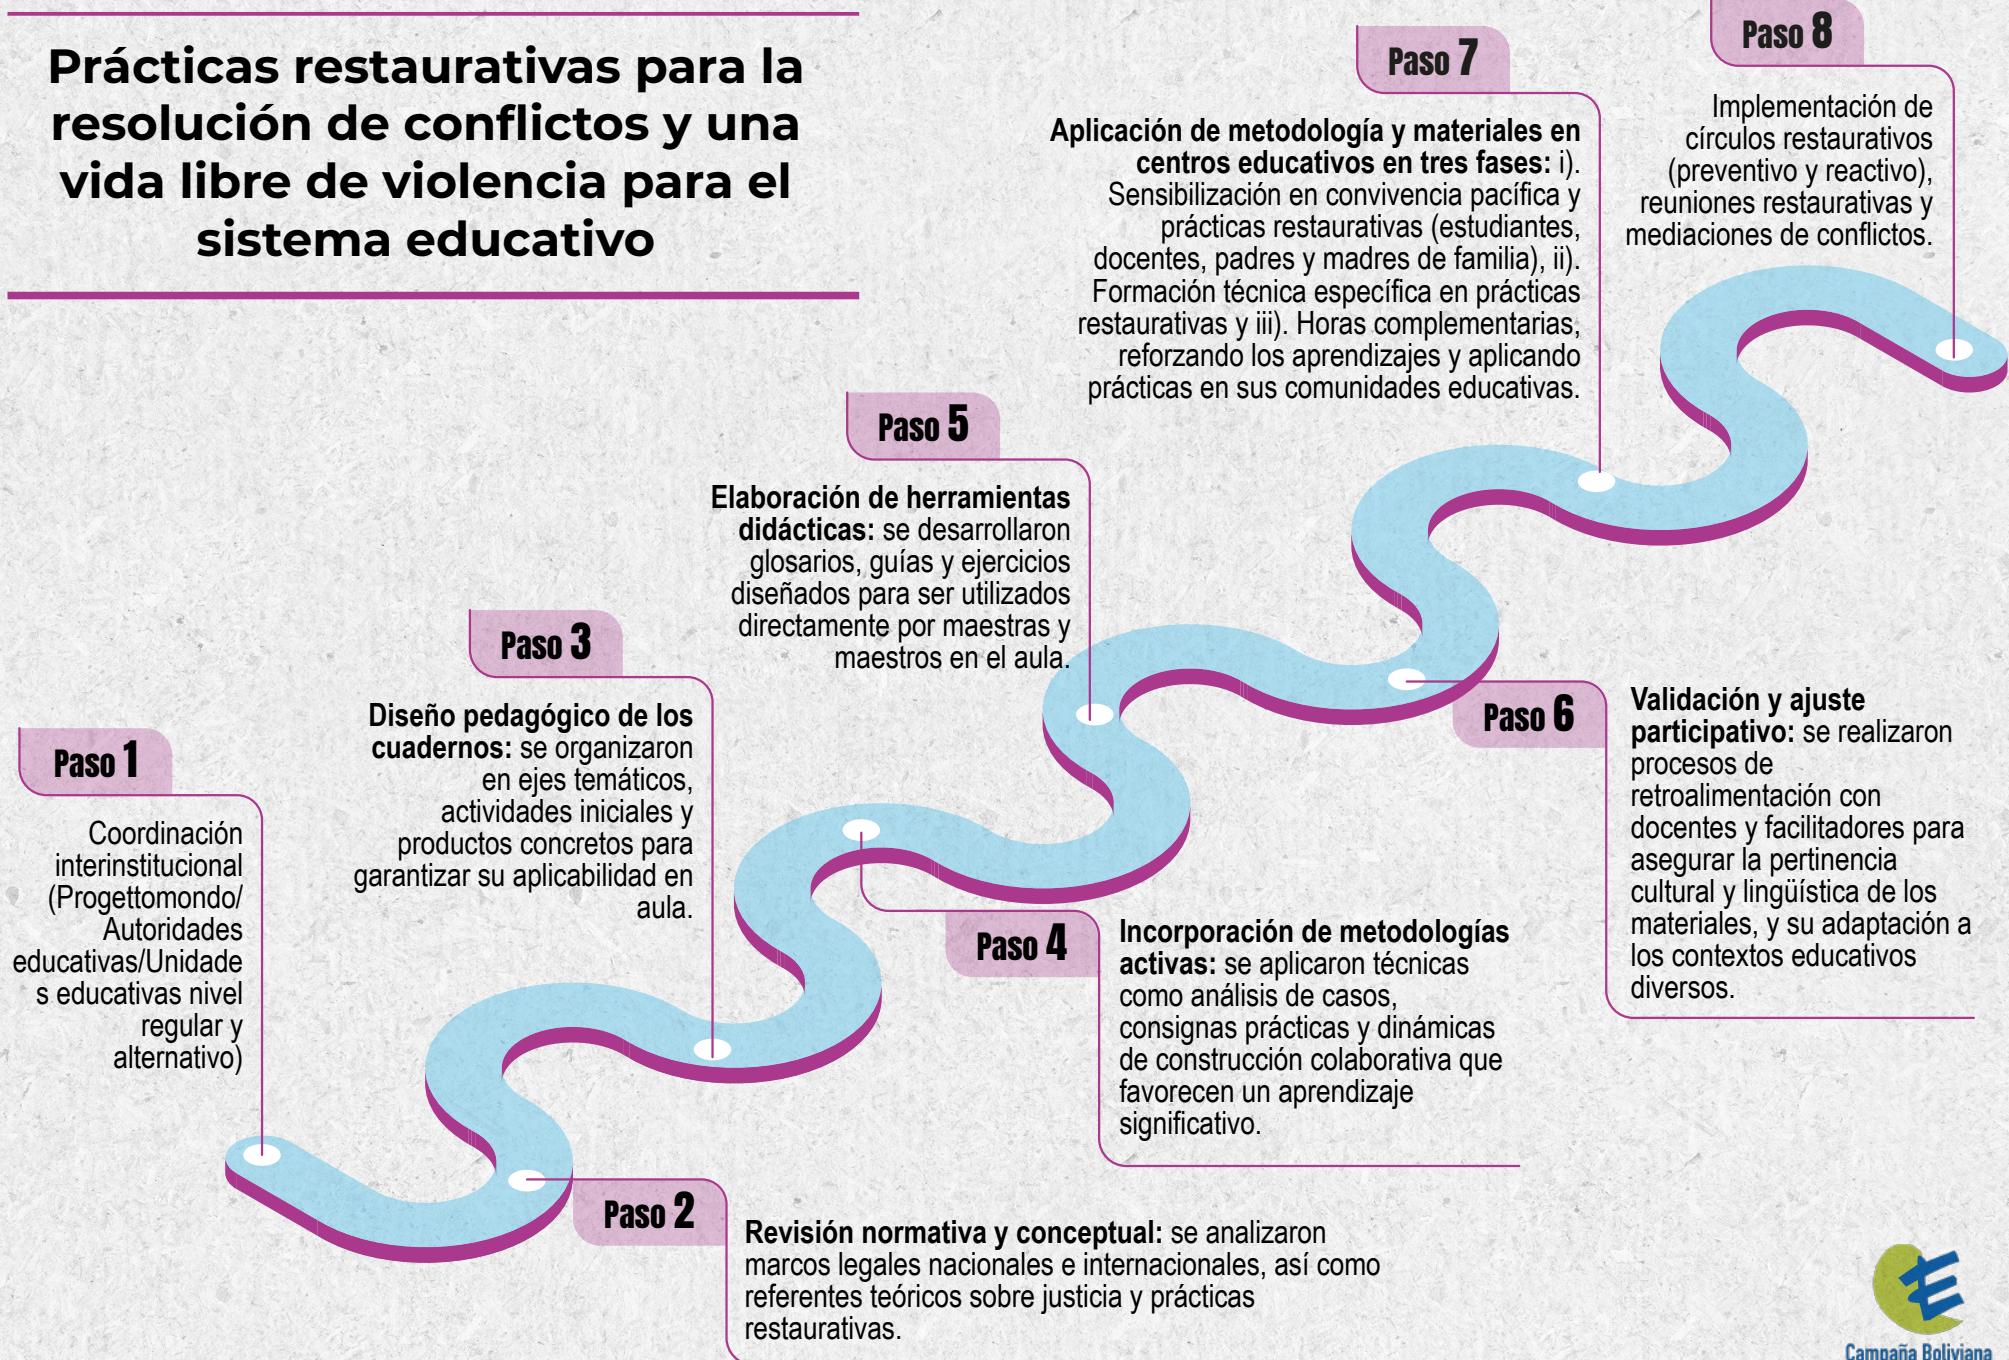 Prácticas restaurativas para la
resolución de conflictos y una
vida libre de violencia para el
sistema educativo
Paso 1
Coordinación
interinstitucional
(Progettomondo/
Autoridades
educativas/Unidade
s educativas nivel
regular y
alternativo)
Paso 2
Revisión normativa y conceptual: se analizaron
marcos legales nacionales e internacionales, así como
referentes teóricos sobre justicia y prácticas
restaurativas.
Paso 3
Diseño pedagógico de los
cuadernos: se organizaron
en ejes temáticos,
actividades iniciales y
productos concretos para
garantizar su aplicabilidad en
aula.
Paso 4
Incorporación de metodologías
activas: se aplicaron técnicas
como análisis de casos,
consignas prácticas y dinámicas
de construcción colaborativa que
favorecen un aprendizaje
significativo.
Paso 5
Elaboración de herramientas
didácticas: se desarrollaron
glosarios, guías y ejercicios
diseñados para ser utilizados
directamente por maestras y
maestros en el aula.
Paso 6
Validación y ajuste
participativo: se realizaron
procesos de
retroalimentación con
docentes y facilitadores para
asegurar la pertinencia
cultural y lingüística de los
materiales, y su adaptación a
los contextos educativos
diversos.
Paso 7
Aplicación de metodología y materiales en
centros educativos en tres fases: i).
Sensibilización en convivencia pacífica y
prácticas restaurativas (estudiantes,
docentes, padres y madres de familia), ii).
Formación técnica específica en prácticas
restaurativas y iii). Horas complementarias,
reforzando los aprendizajes y aplicando
prácticas en sus comunidades educativas.
Paso 8
Implementación de
círculos restaurativos
(preventivo y reactivo),
reuniones restaurativas y
mediaciones de conflictos.
Campaña Boliviana